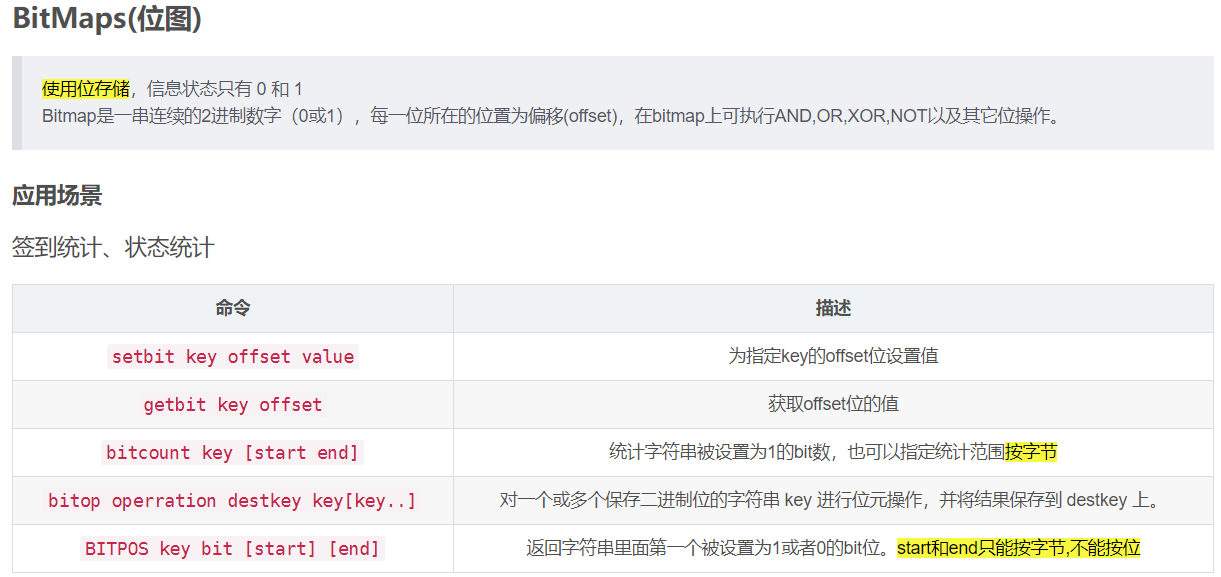 BitMaps(位图)
使用位存储，信息状态只有 0 和 1
Bitmap是一串连续的2进制数字（0或1），每一位所在的位置为偏移(offset)，在bitmap上可执行AND,OR,XOR,NOT以及其它位操作。
应用场景
签到统计、状态统计
命令 描述
setbit key offset value 为指定key的offset位设置值
getbit key offset 获取offset位的值
bitcount key [start end] 统计字符串被设置为1的bit数，也可以指定统计范围按字节
bitop operration destkey key[key..] 对一个或多个保存二进制位的字符串 key 进行位元操作，并将结果保存到 destkey 上。
BITPOS key bit [start] [end] 返回字符串里面第一个被设置为1或者0的bit位。start和end只能按字节,不能按位